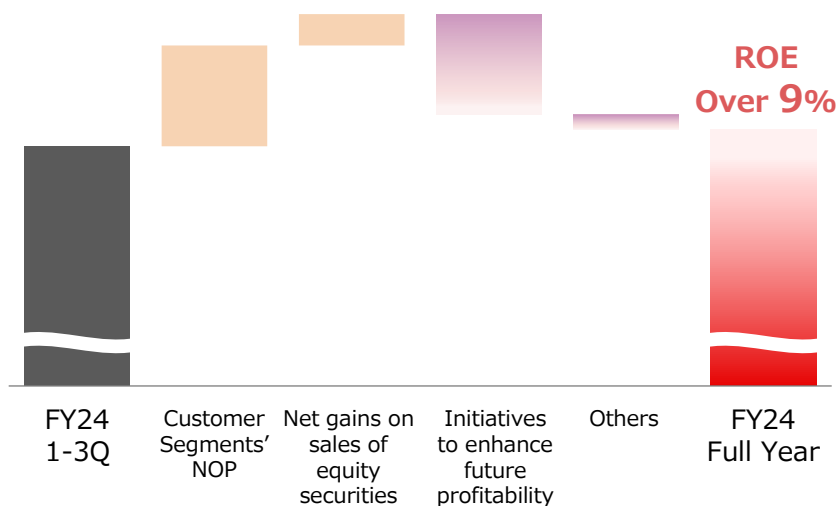 ROE
Over 9%
FY24
1-3Q
Customer
Segments’
NOP
Net gains on
sales of
equity
securities
Initiatives
to enhance
future
profitability
Others
FY24
Full Year